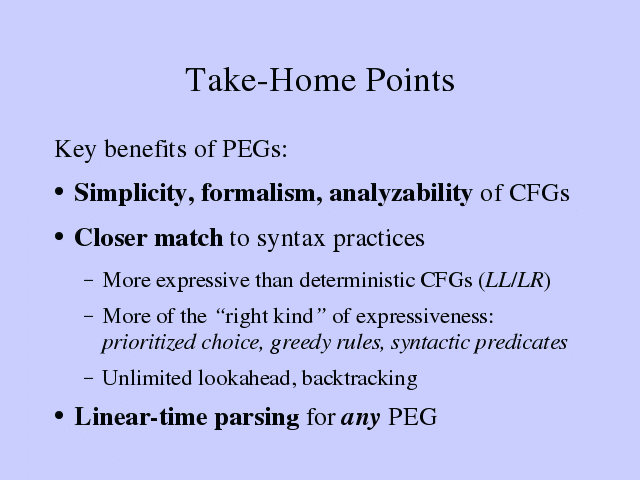 Take-Home Points
Key benefits of PEGs:
• Simplicity, formalism, analyzability of CFGs
• Closer match to syntax practices
– More expressive than deterministic CFGs (LL/LR)
– More of the “right kind” of expressiveness:
prioritized choice, greedy rules, syntactic predicates
– Unlimited lookahead, backtracking
• Linear-time parsing for any PEG